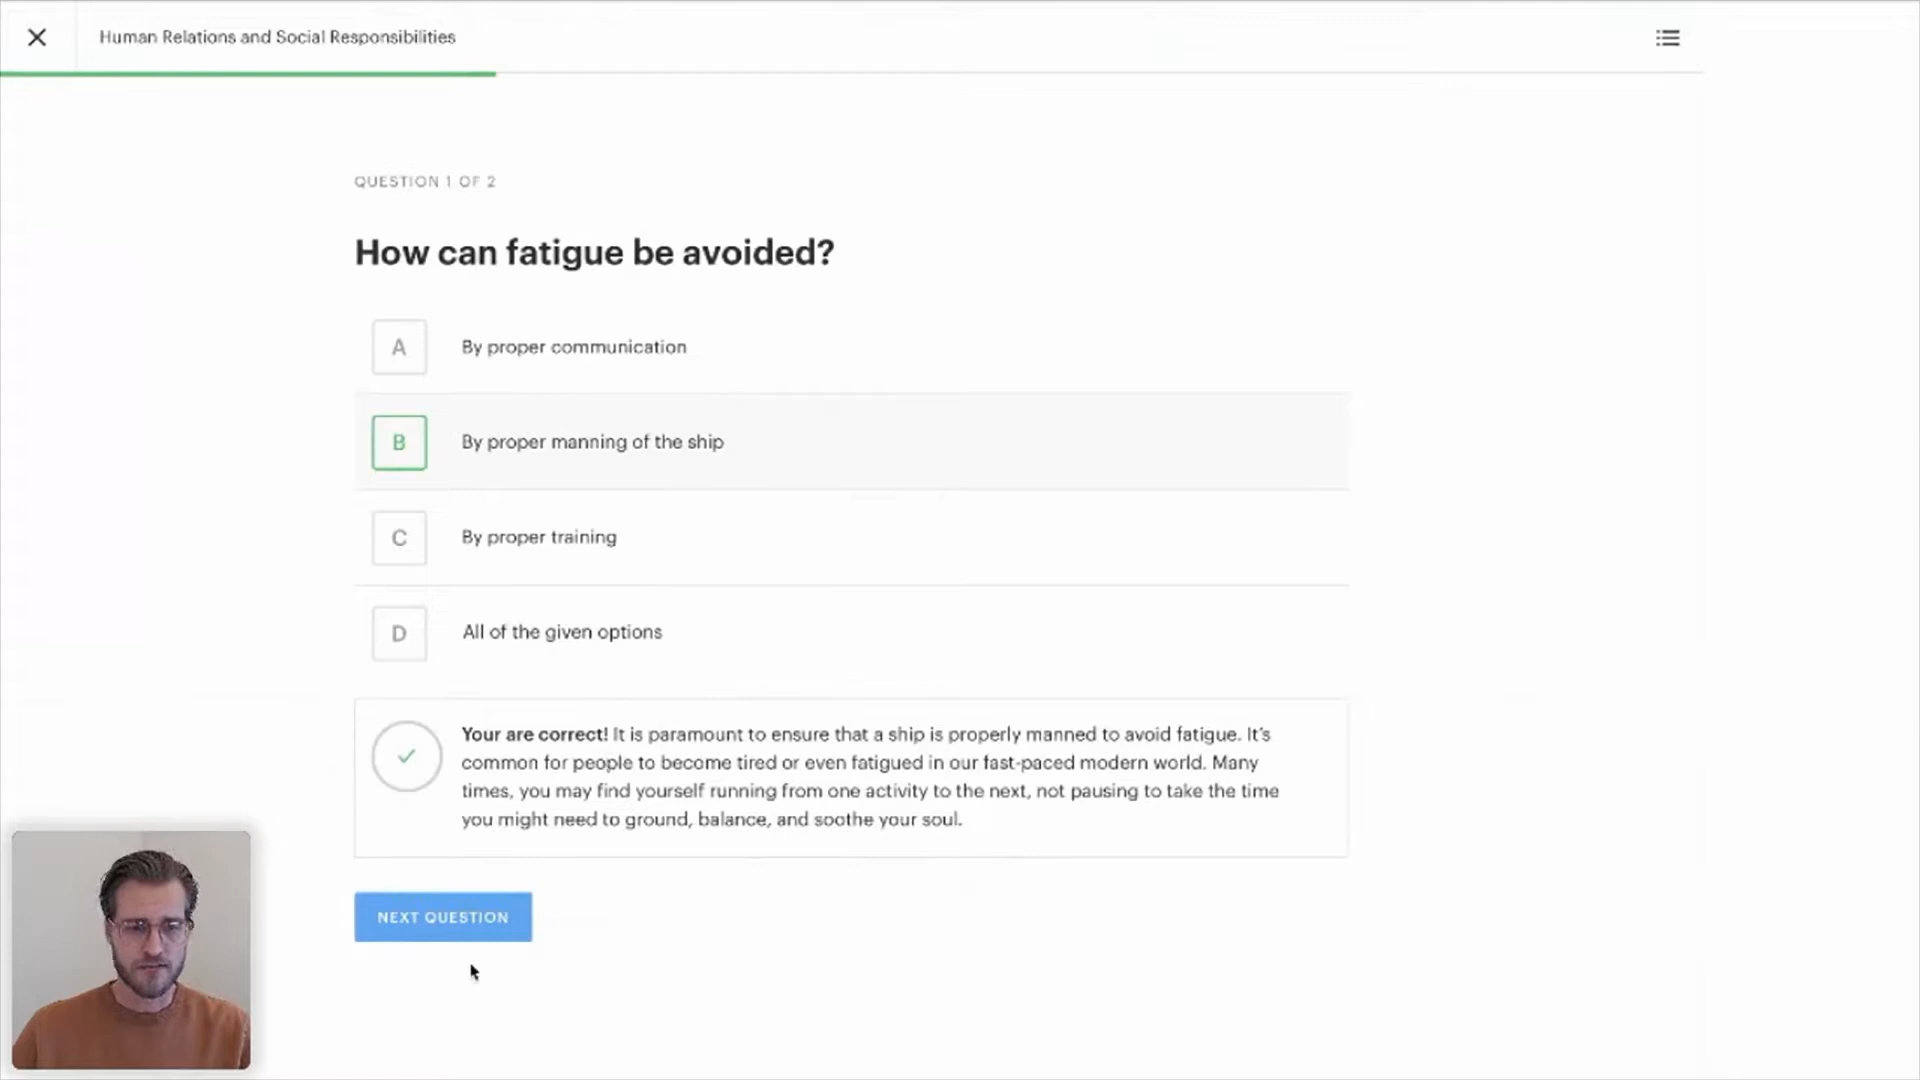 Human Relations and Social Responsibilities
QUESTION 1 OF 2
How can fatigue be avoided?
A By proper communication
B By proper manning of the ship
C By proper training
D All of the given options
Your are correct! It is paramount to ensure that a ship is properly manned to avoid fatigue. It's
common for people to become tired or even fatigued in our fast-paced modern world. Many
times, you may find yourself running from one activity to the next, not pausing to take the time
you might need to ground, balance, and soothe your soul.
NEXT QUESTION